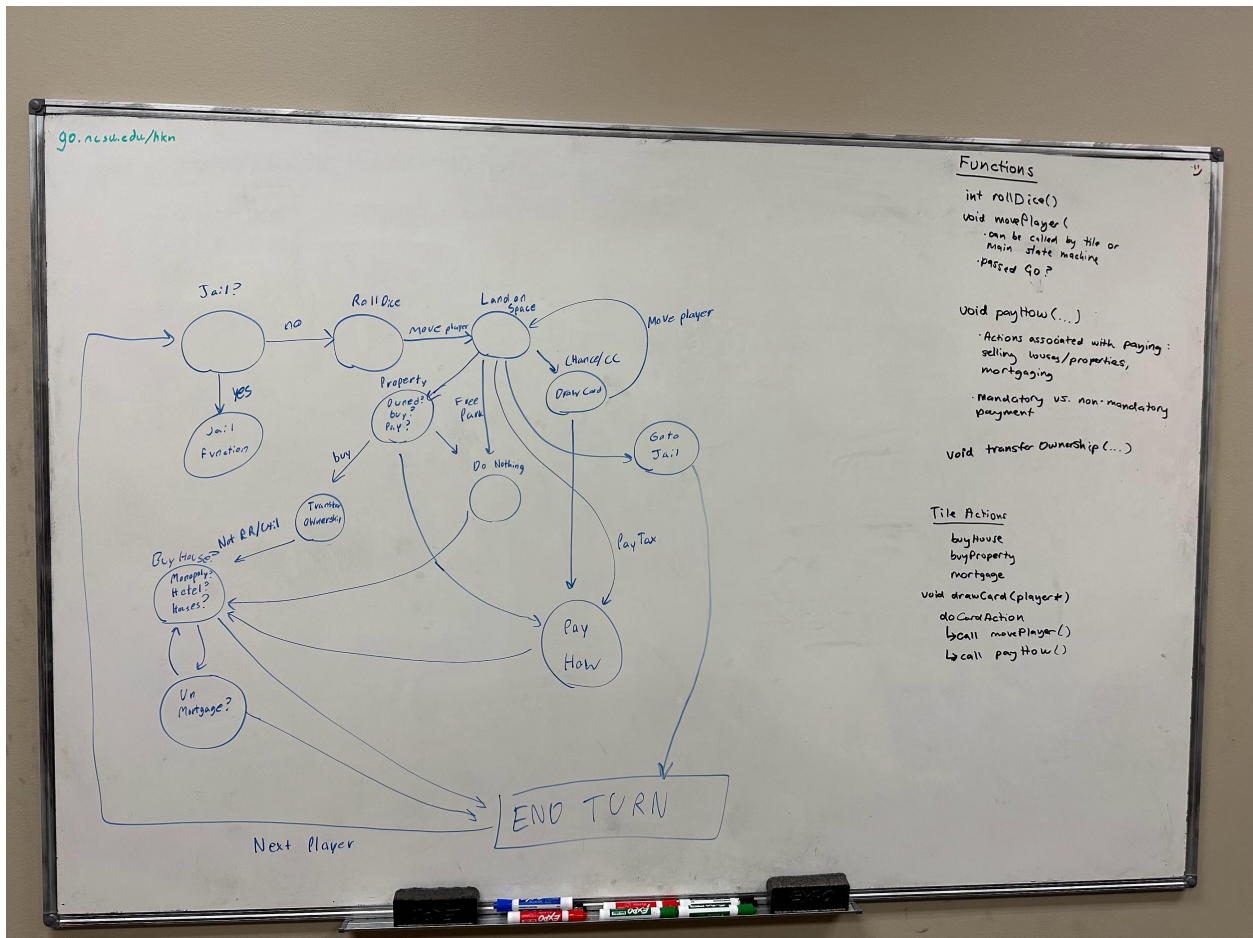 go.ncsu.edu/hkn
Jail?
no
yes
Jail
Function
Roll Dice
Move player
Land on
Space
Move player
Chance/CC
Draw Card
Property
Owned?
buy?
Pay?
Free
Park
Do Nothing
Go to
Jail
buy
Transfer
Ownership
Not RR/Util
Buy House?
Monopoly?
Hotel?
Houses?
Un
Mortgage?
Pay Tax
Pay
How
END TURN
Next Player
Functions
int rollDice()
void movePlayer(
· can be called by tile or
main state machine
· passed Go?
void payHow(...)
· Actions associated with paying:
selling houses/properties,
mortgaging
· mandatory vs. non-mandatory
payment
void transferOwnership(...)
Tile Actions
buyHouse
buyProperty
mortgage
void drawCard(player*)
doCardAction
↳call movePlayer()
↳call payHow()
EXPO